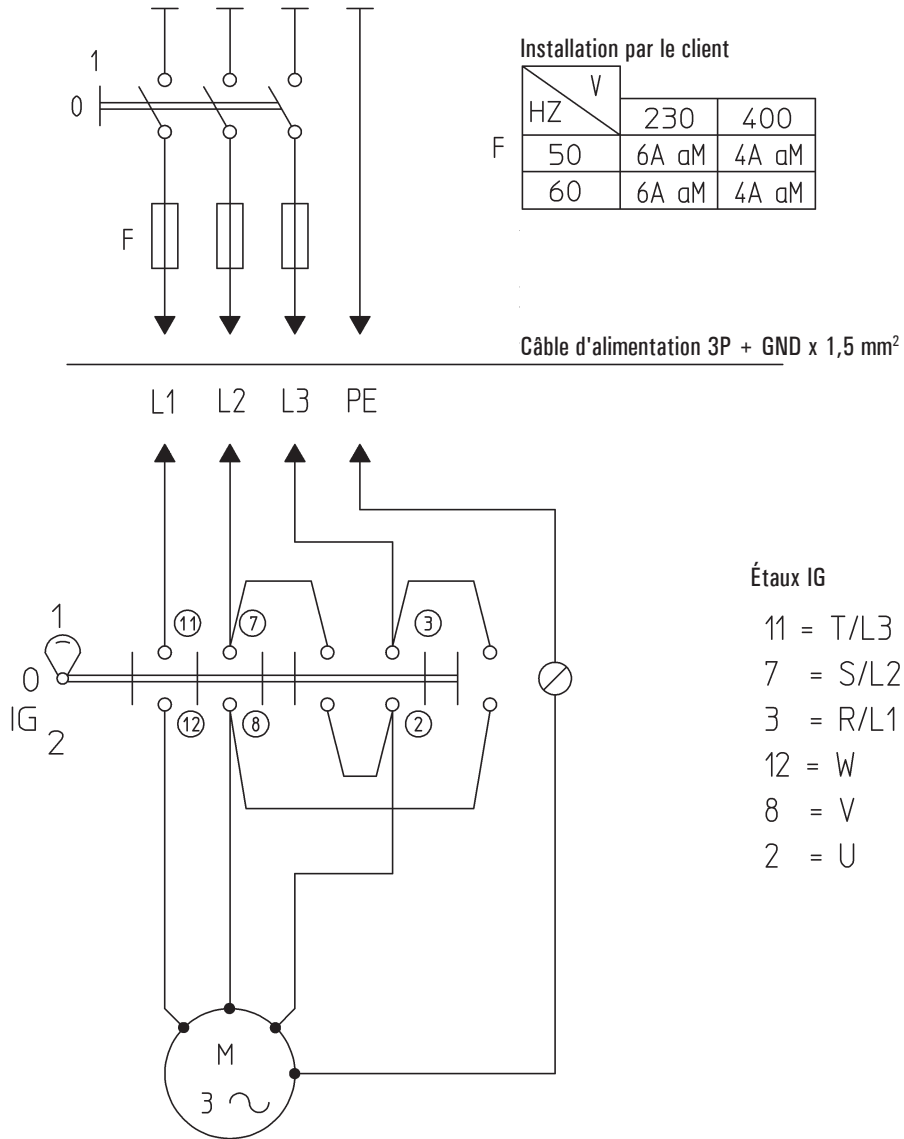 Installation par le client
1
0
V
HZ
230 400
F
50 6A aM 4A aM
60 6A aM 4A aM
F
Câble d'alimentation 3P + GND x 1,5 mm²
L1 L2 L3 PE
Étaux IG
11 = T/L3
7 = S/L2
3 = R/L1
12 = W
8 = V
2 = U
11 7 3
1
0
IG
2
12 8 2
M
3